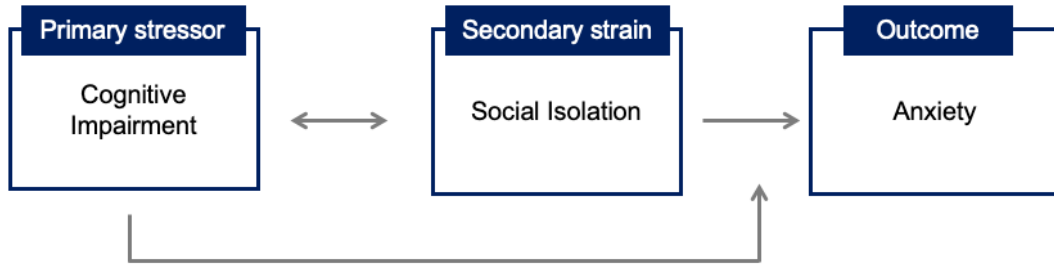 Primary stressor
Cognitive
Impairment
Secondary strain
Social Isolation
Outcome
Anxiety